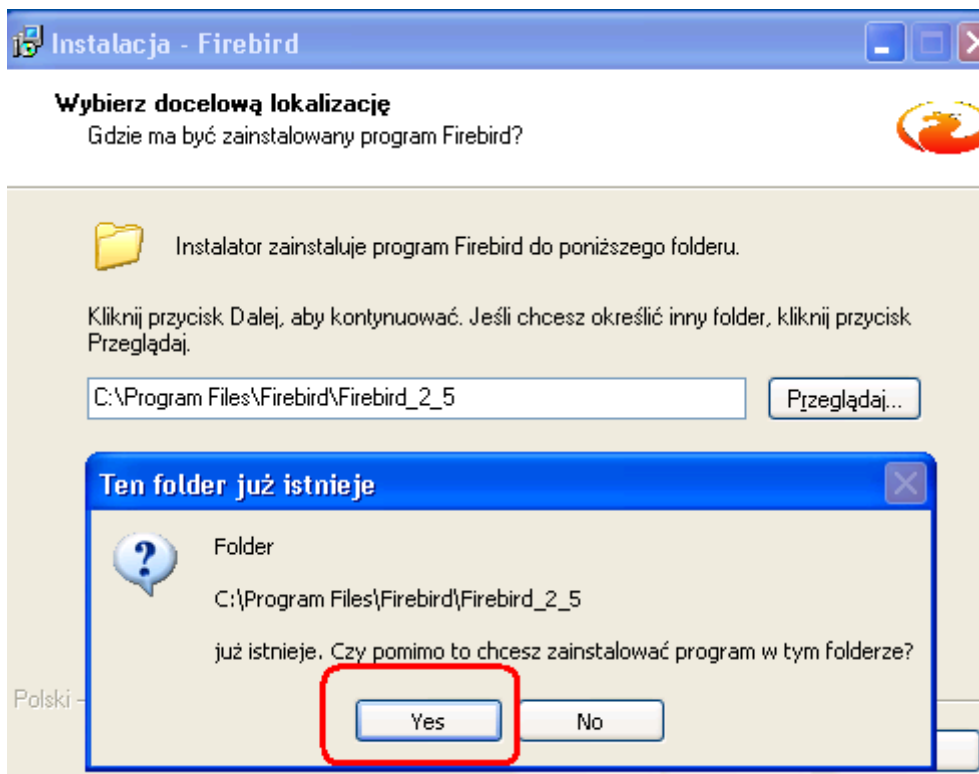 Instalacja - Firebird
Wybierz docelową lokalizację
Gdzie ma być zainstalowany program Firebird?
Instalator zainstaluje program Firebird do poniższego folderu.
Kliknij przycisk Dalej, aby kontynuować. Jeśli chcesz określić inny folder, kliknij przycisk
Przeglądaj.
C:\Program Files\Firebird\Firebird_2_5
Przeglądaj...
Ten folder już istnieje
Folder
C:\Program Files\Firebird\Firebird_2_5
już istnieje. Czy pomimo to chcesz zainstalować program w tym folderze?
Polski
Yes
No